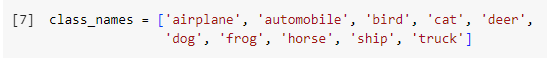 [7] class_names = ['airplane', 'automobile', 'bird', 'cat', 'deer',
'dog', 'frog', 'horse', 'ship', 'truck']